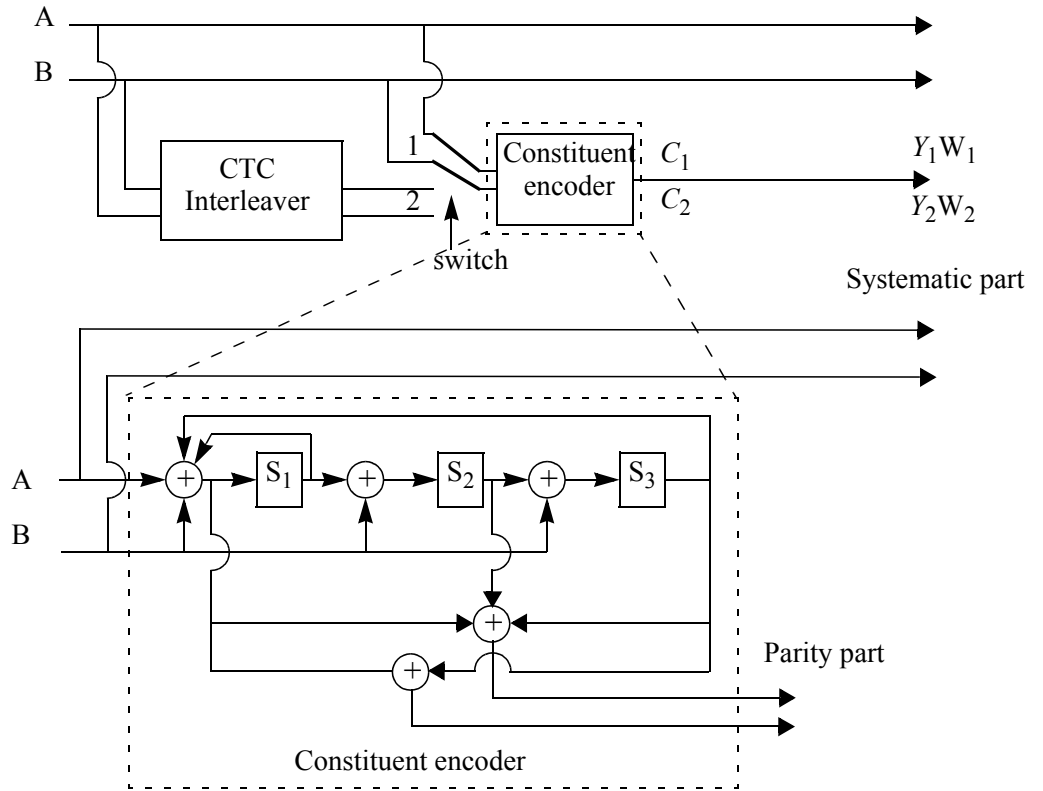 A
B
1
CTC
Interleaver
2
switch
Constituent
encoder
C1
C2
Y1W1
Y2W2
Systematic part
A
B
+
S1
+
S2
+
S3
+
+
Parity part
Constituent encoder